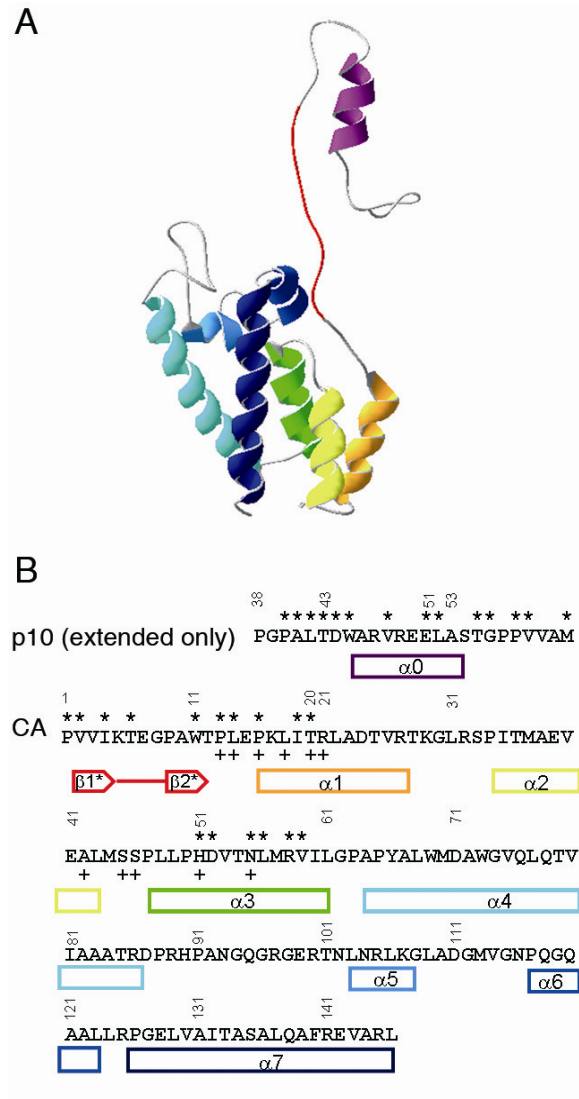 A
B
38 43 51 53
****** * ** ** ** *
p10 (extended only) PGPALTDWARVREELASTGPPVVAM
α0
1 11 20 21 31
** * * * ** * **
CA PVVIKTEGPAWTPLEPKLITRLADTVRTKGLRSPITMAEV
++ + + ++
β1* β2* α1 α2
41 51 61 71
** ** **
EALMSSPLLPHDVTNLMRVILGPAPYALWMDAWGVQLQTV
+ ++ + +
α3 α4
81 91 101 111
IAAATRDPRHPANGQGRGERTNLNRLKGLADGMVGNPQGQ
α5 α6
121 131 141
AALLRPGELVAITASALQAFREVARL
α7